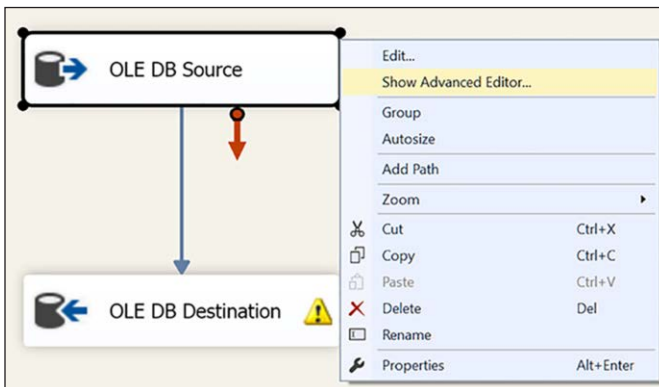 OLE DB Source
Edit...
Show Advanced Editor...
Group
Autosize
Add Path
Zoom
Cut Ctrl+X
Copy Ctrl+C
Paste Ctrl+V
Delete Del
Rename
Properties Alt+Enter
OLE DB Destination